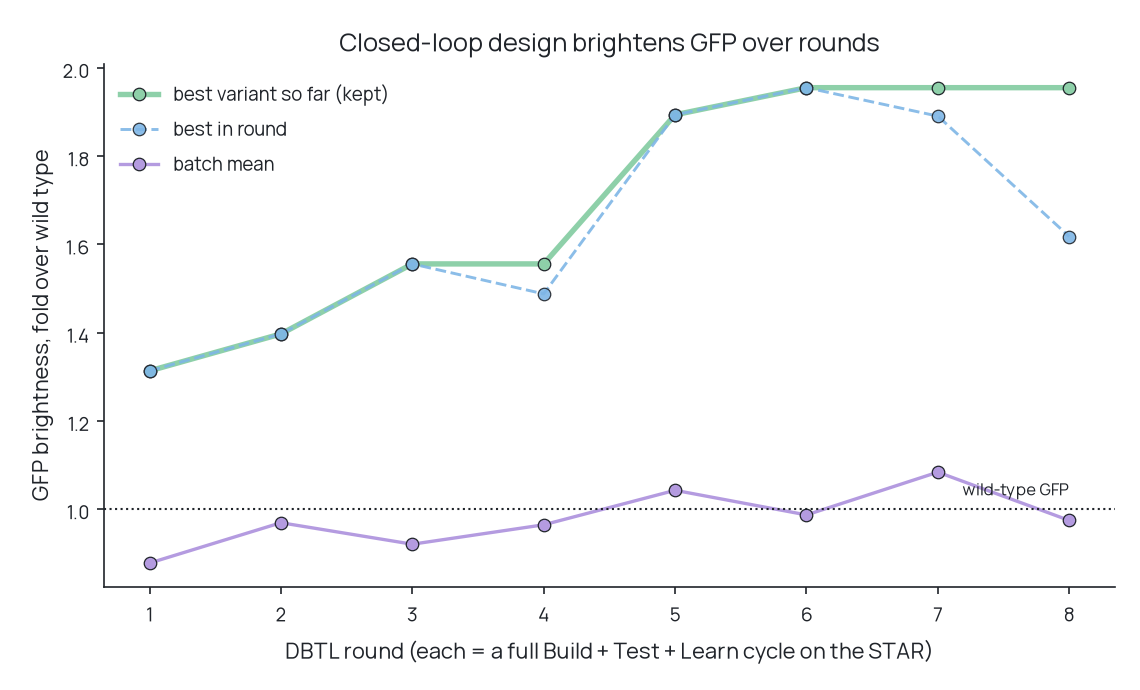 Closed-loop design brightens GFP over rounds
best variant so far (kept)
best in round
batch mean
GFP brightness, fold over wild type
2.0
1.8
1.6
1.4
1.2
1.0
wild-type GFP
1 2 3 4 5 6 7 8
DBTL round (each = a full Build + Test + Learn cycle on the STAR)